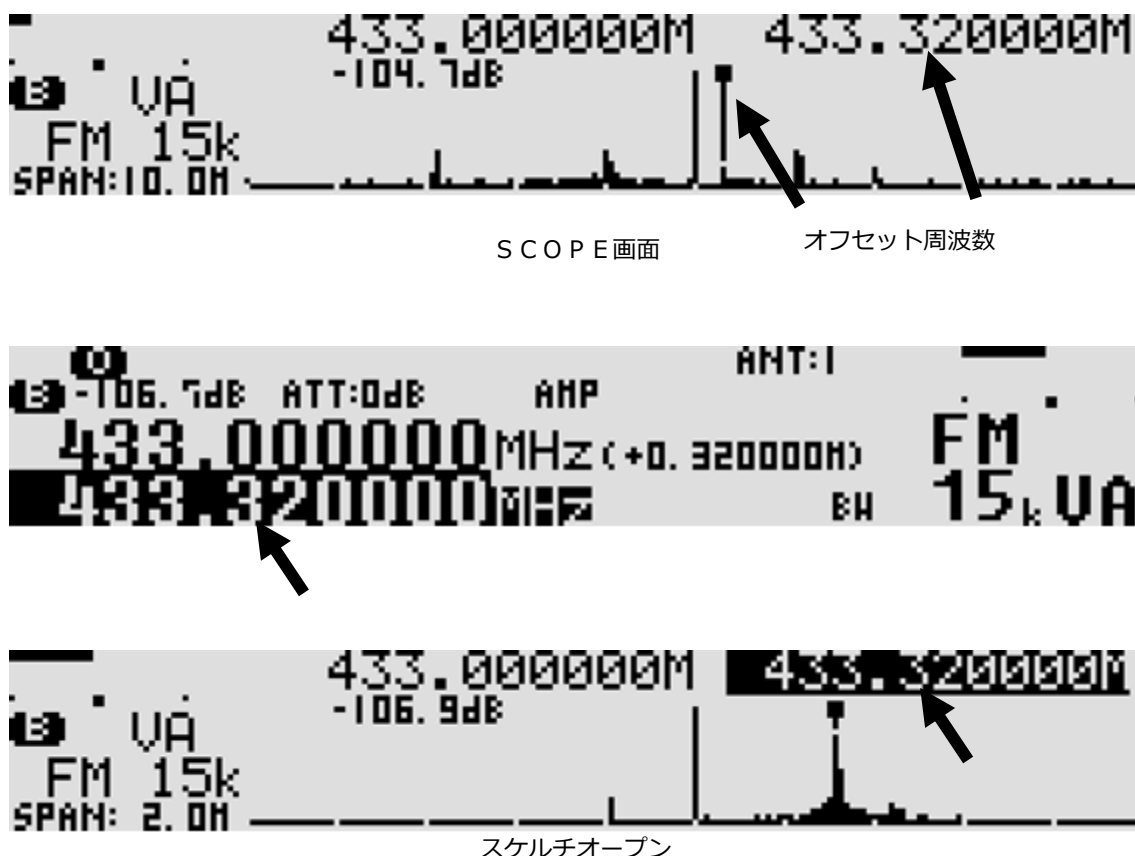 433.000000M 433.320000M
-104.7dB
B VA
FM 15k
SPAN:10.0M
オフセット周波数
ＳＣＯＰＥ画面
ANT:1
B -106.7dB ATT:0dB AMP
433.000000MHz(+0.320000M) FM
433.320000MHz BW 15k VA
433.000000M 433.320000M
-106.9dB
B VA
FM 15k
SPAN: 2.0M
スケルチオープン